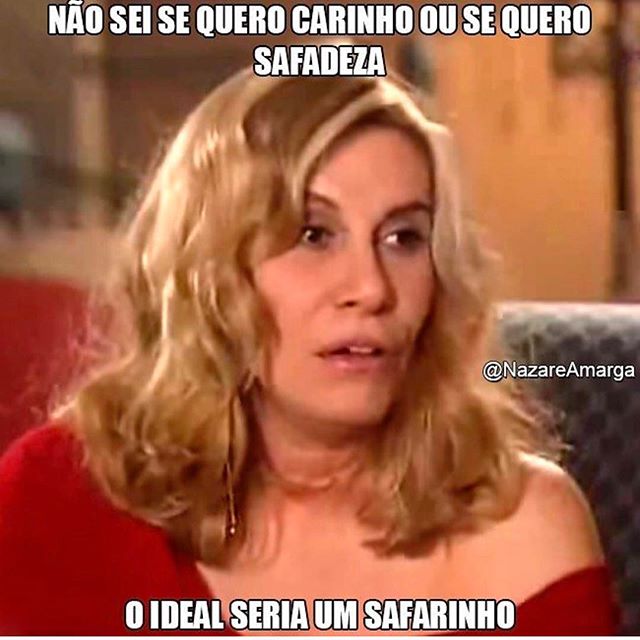 NÃO SEI SE QUERO CARINHO OU SE QUERO
SAFADEZA
@NazareAmarga
O IDEAL SERIA UM SAFARINHO